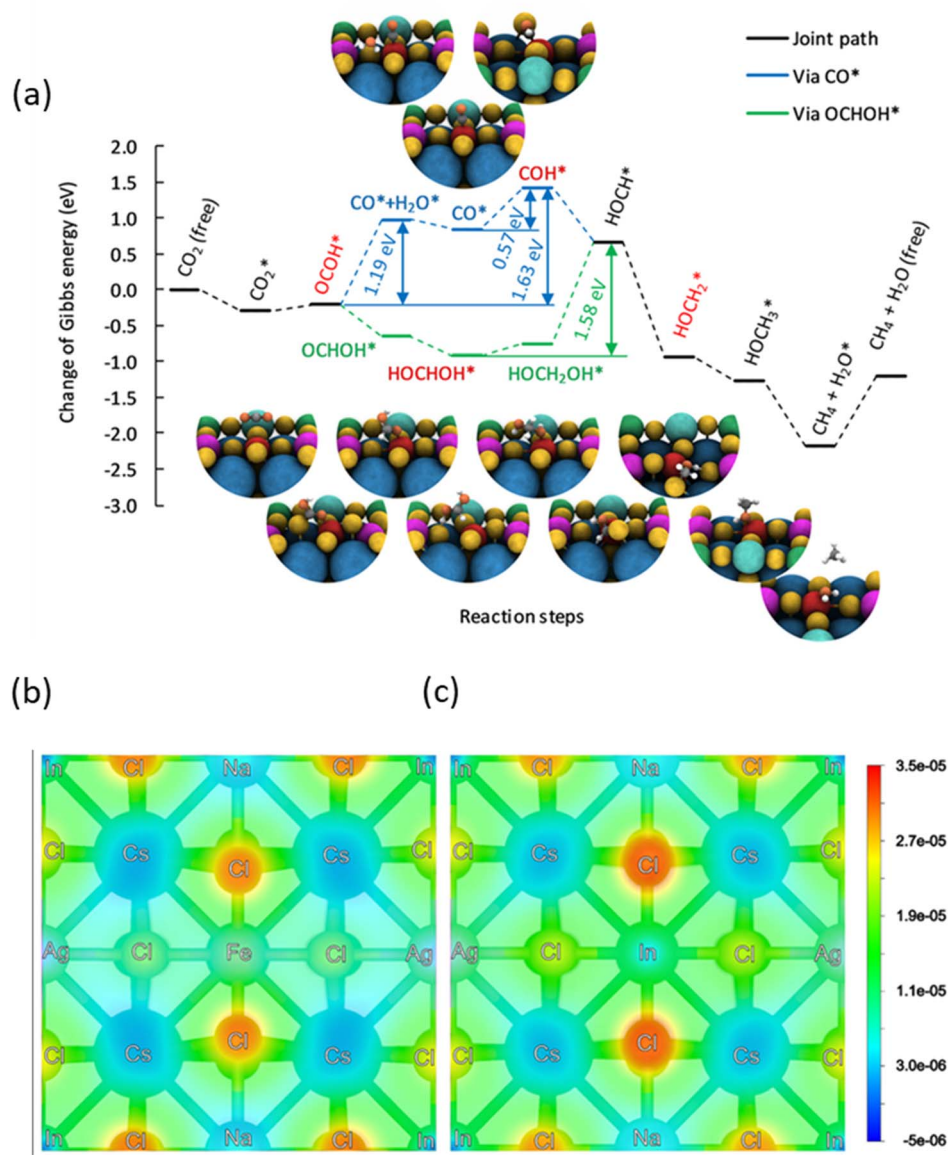 (a)
Joint path
Via CO*
Via OCHOH*
Change of Gibbs energy (eV)
2.0
1.5
1.0
0.5
0.0
-0.5
-1.0
-1.5
-2.0
-2.5
-3.0
CO₂ (free)
CO₂*
OCOH*
CO*+H₂O*
CO*
COH*
HOCH*
1.19 eV
0.57 eV
1.63 eV
1.58 eV
OCHOH*
HOCHOH*
HOCH₂OH*
HOCH₂*
HOCH₃*
CH₄ + H₂O*
CH₄ + H₂O (free)
Reaction steps
(b)
In Cl Na Cl In
Cl Cs Cl Cs Cl
Ag Cl Fe Cl Ag
Cl Cs Cl Cs Cl
In Cl Na Cl In
(c)
In Cl Na Cl In
Cl Cs Cl Cs Cl
Ag Cl In Cl Ag
Cl Cs Cl Cs Cl
In Cl Na Cl In
3.5e-05
2.7e-05
1.9e-05
1.1e-05
3.0e-06
-5e-06